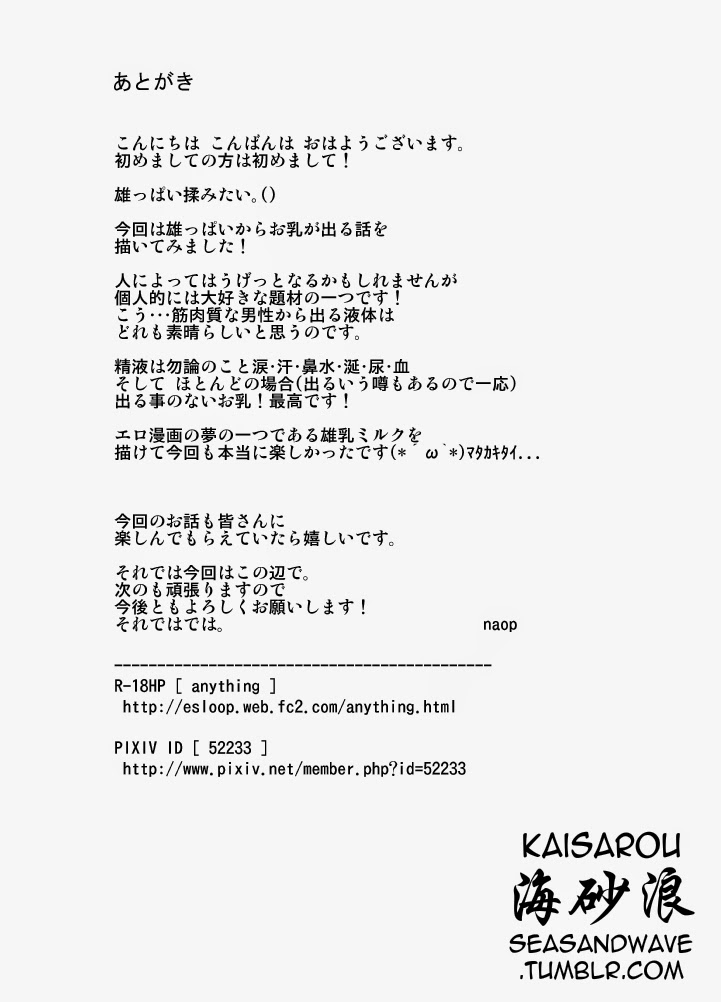 あとがき
こんにちは こんばんは おはようございます。
初めましての方は初めまして！
雄っぱい揉みたい。()
今回は雄っぱいからお乳が出る話を
描いてみました！
人によってはうげっとなるかもしれませんが
個人的には大好きな題材の一つです！
こう･･･筋肉質な男性から出る液体は
どれも素晴らしいと思うのです。
精液は勿論のこと涙･汗･鼻水･涎･尿･血
そして ほとんどの場合(出るいう噂もあるので一応)
出る事のないお乳！最高です！
エロ漫画の夢の一つである雄乳ミルクを
描けて今回も本当に楽しかったです(*´ω`*)ﾏﾀｶｷﾀｲ...
今回のお話も皆さんに
楽しんでもらえていたら嬉しいです。
それでは今回はこの辺で。
次のも頑張りますので
今後ともよろしくお願いします！
それではでは。 naop
--------------------------------------------
R-18HP [ anything ]
http://esloop.web.fc2.com/anything.html
PIXIV ID [ 52233 ]
http://www.pixiv.net/member.php?id=52233
KAISAROU
海砂浪
SEASANDWAVE
.TUMBLR.COM